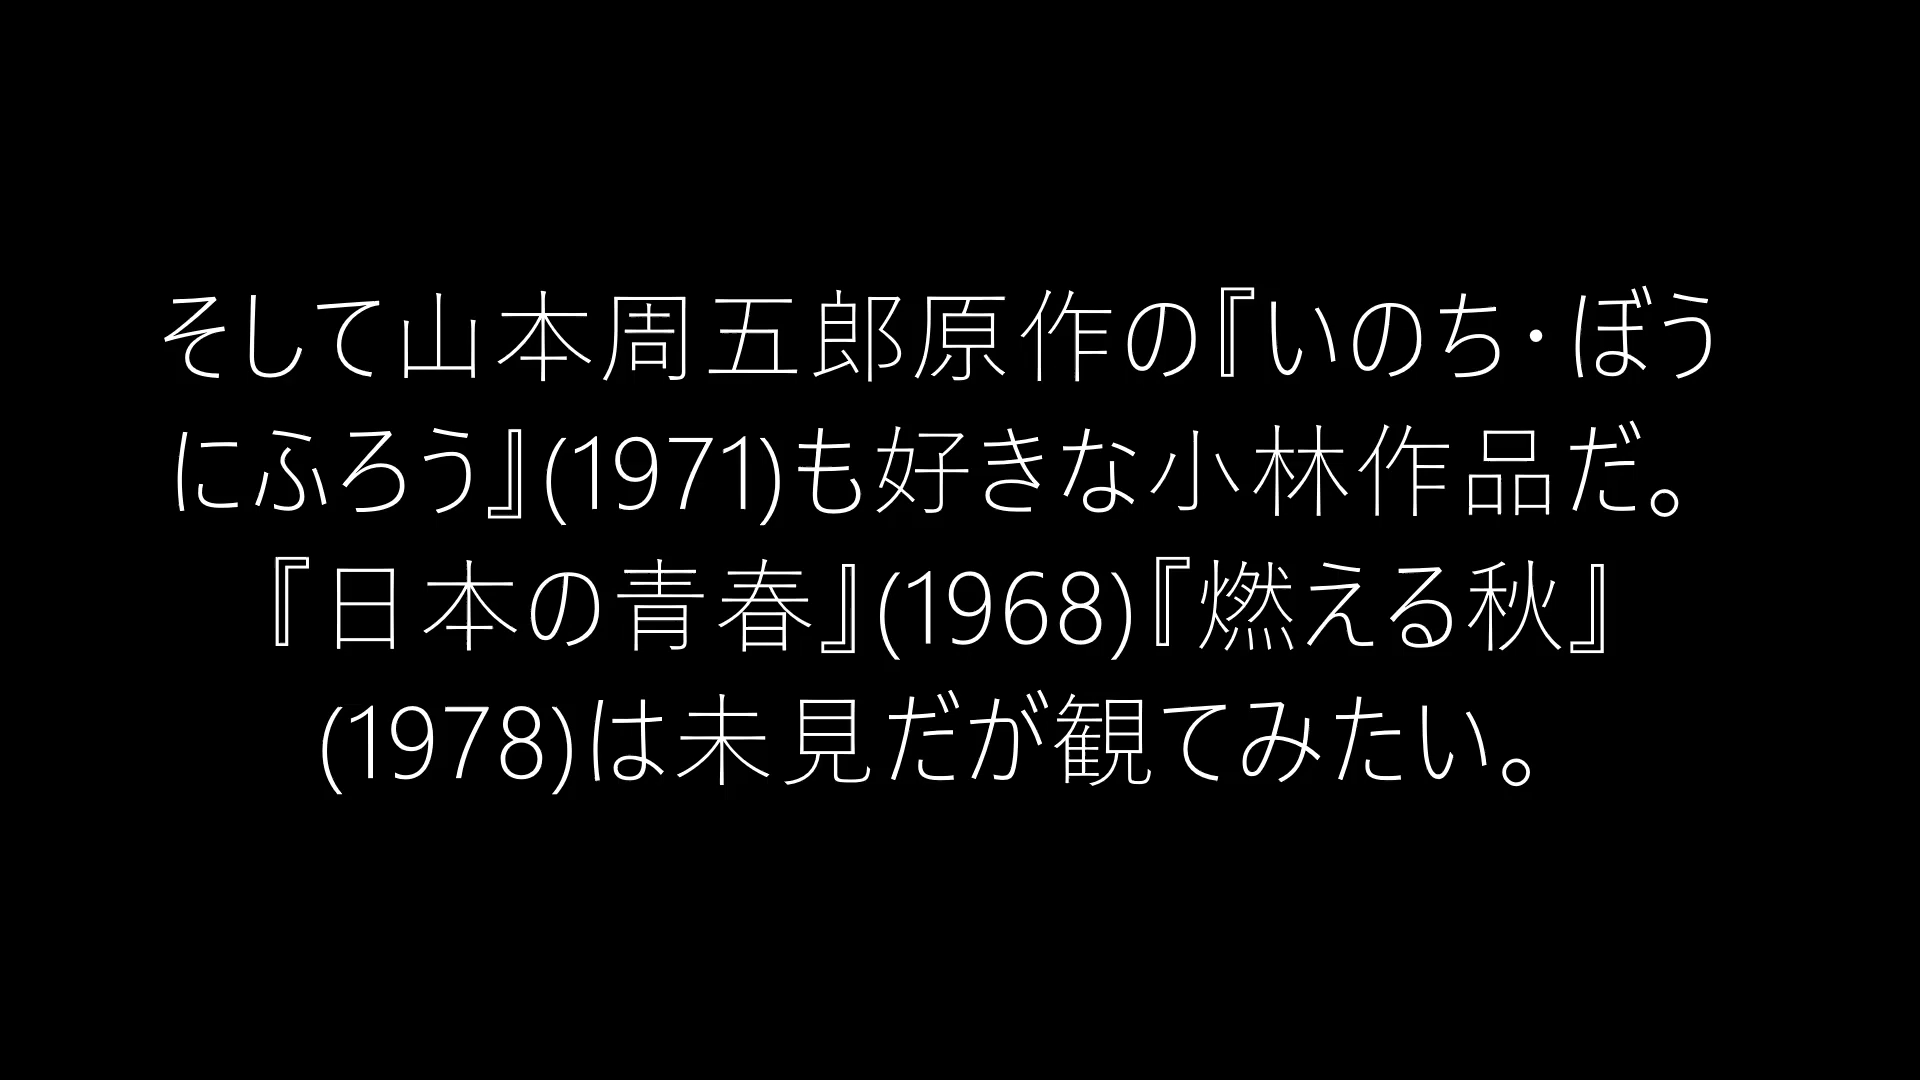 そして山本周五郎原作の『いのち・ぼう
にふろう』(1971)も好きな小林作品だ。
『日本の青春』(1968)『燃える秋』
(1978)は未見だが観てみたい。